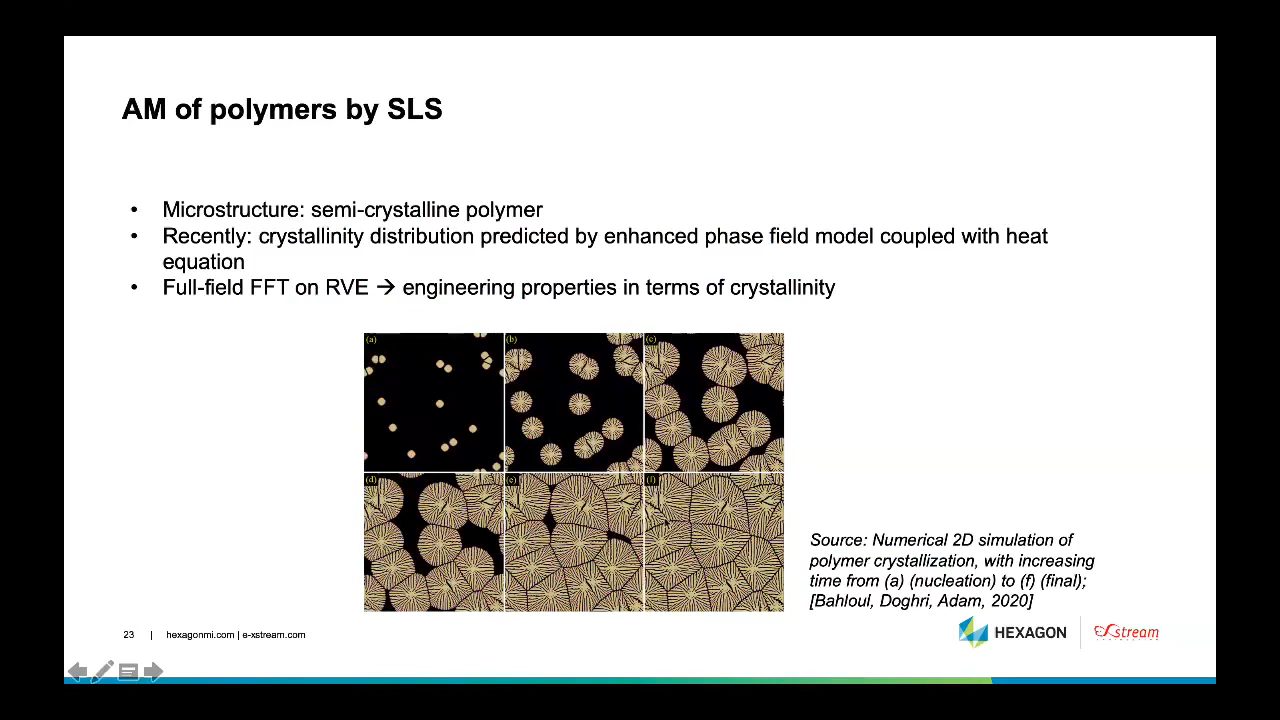 AM of polymers by SLS
• Microstructure: semi-crystalline polymer
• Recently: crystallinity distribution predicted by enhanced phase field model coupled with heat
equation
• Full-field FFT on RVE → engineering properties in terms of crystallinity
(a) (b) (c)
(d) (e) (f)
Source: Numerical 2D simulation of
polymer crystallization, with increasing
time from (a) (nucleation) to (f) (final);
[Bahloul, Doghri, Adam, 2020]
23 | hexagonmi.com | e-xstream.com
HEXAGON
stream